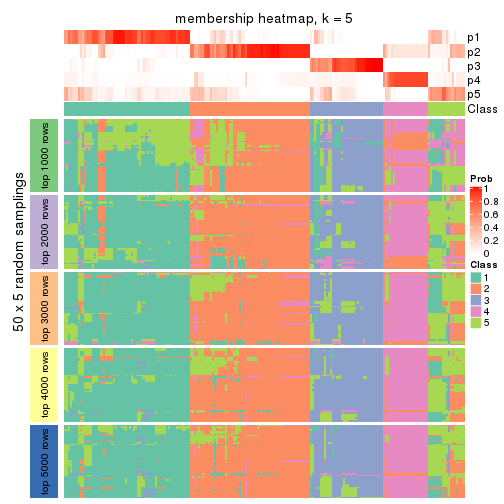 membership heatmap, k = 5
p1
p2
p3
p4
p5
Class
50 x 5 random samplings
top 1000 rows
top 2000 rows
top 3000 rows
top 4000 rows
top 5000 rows
Prob
1
0.8
0.6
0.4
0.2
0
Class
1
2
3
4
5